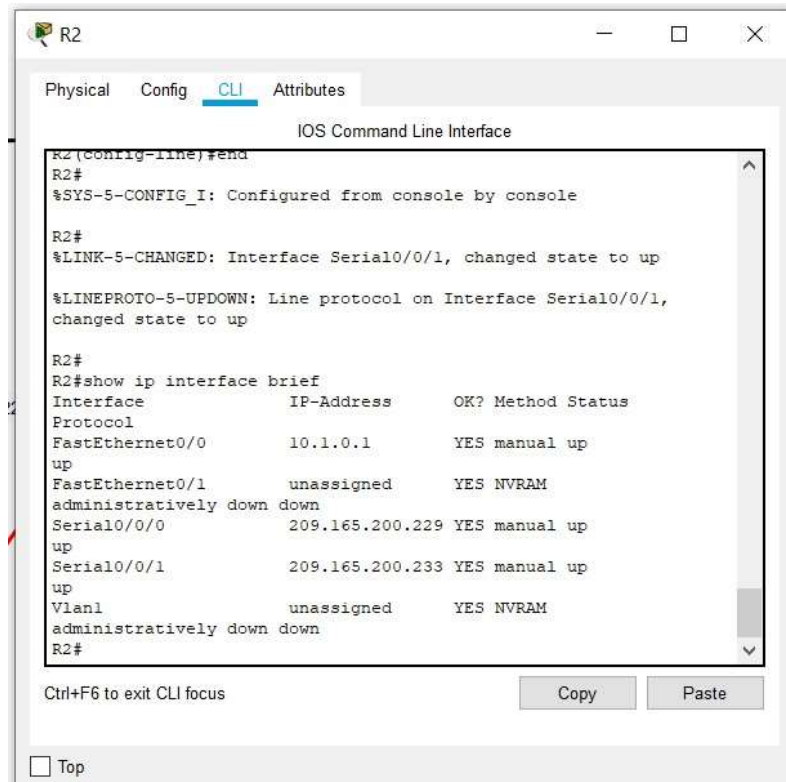 R2
Physical Config CLI Attributes
IOS Command Line Interface
R2(config-line)#end
R2#
%SYS-5-CONFIG_I: Configured from console by console
R2#
%LINK-5-CHANGED: Interface Serial0/0/1, changed state to up
%LINEPROTO-5-UPDOWN: Line protocol on Interface Serial0/0/1,
changed state to up
R2#
R2#show ip interface brief
Interface IP-Address OK? Method Status
Protocol
FastEthernet0/0 10.1.0.1 YES manual up
up
FastEthernet0/1 unassigned YES NVRAM
administratively down down
Serial0/0/0 209.165.200.229 YES manual up
up
Serial0/0/1 209.165.200.233 YES manual up
up
Vlan1 unassigned YES NVRAM
administratively down down
R2#
Ctrl+F6 to exit CLI focus
Copy Paste
Top